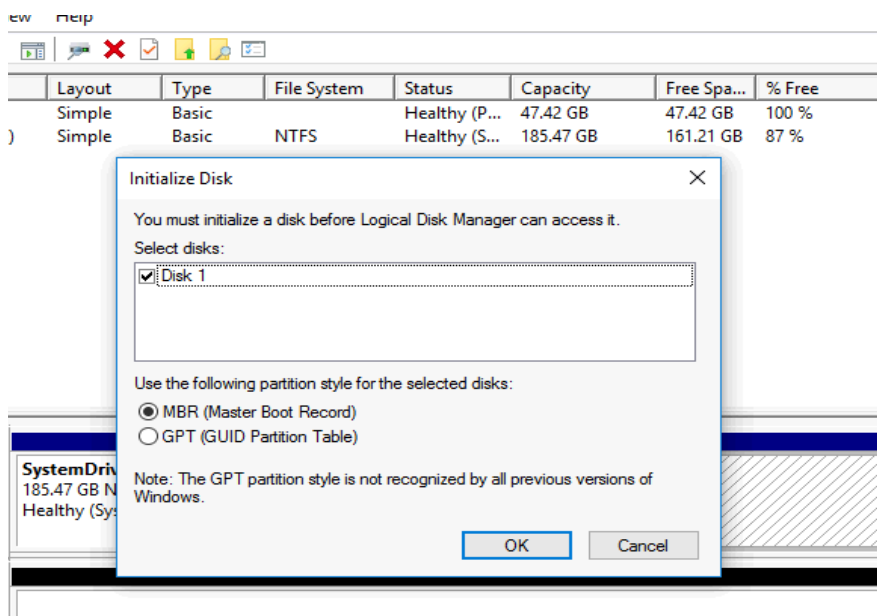 Help
Layout Type File System Status Capacity Free Spa... % Free
Simple Basic Healthy (P... 47.42 GB 47.42 GB 100 %
) Simple Basic NTFS Healthy (S... 185.47 GB 161.21 GB 87 %
Initialize Disk
You must initialize a disk before Logical Disk Manager can access it.
Select disks:
Disk 1
Use the following partition style for the selected disks:
MBR (Master Boot Record)
GPT (GUID Partition Table)
Note: The GPT partition style is not recognized by all previous versions of
Windows.
OK Cancel
SystemDriv
185.47 GB N
Healthy (Sys